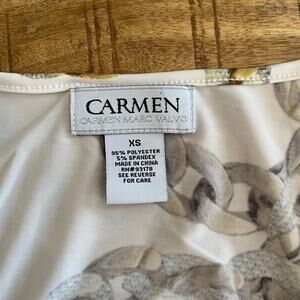 CARMEN
CARMEN MARC VALVO
XS
95% POLYESTER
5% SPANDEX
MADE IN CHINA
RN#93178
SEE REVERSE
FOR CARE